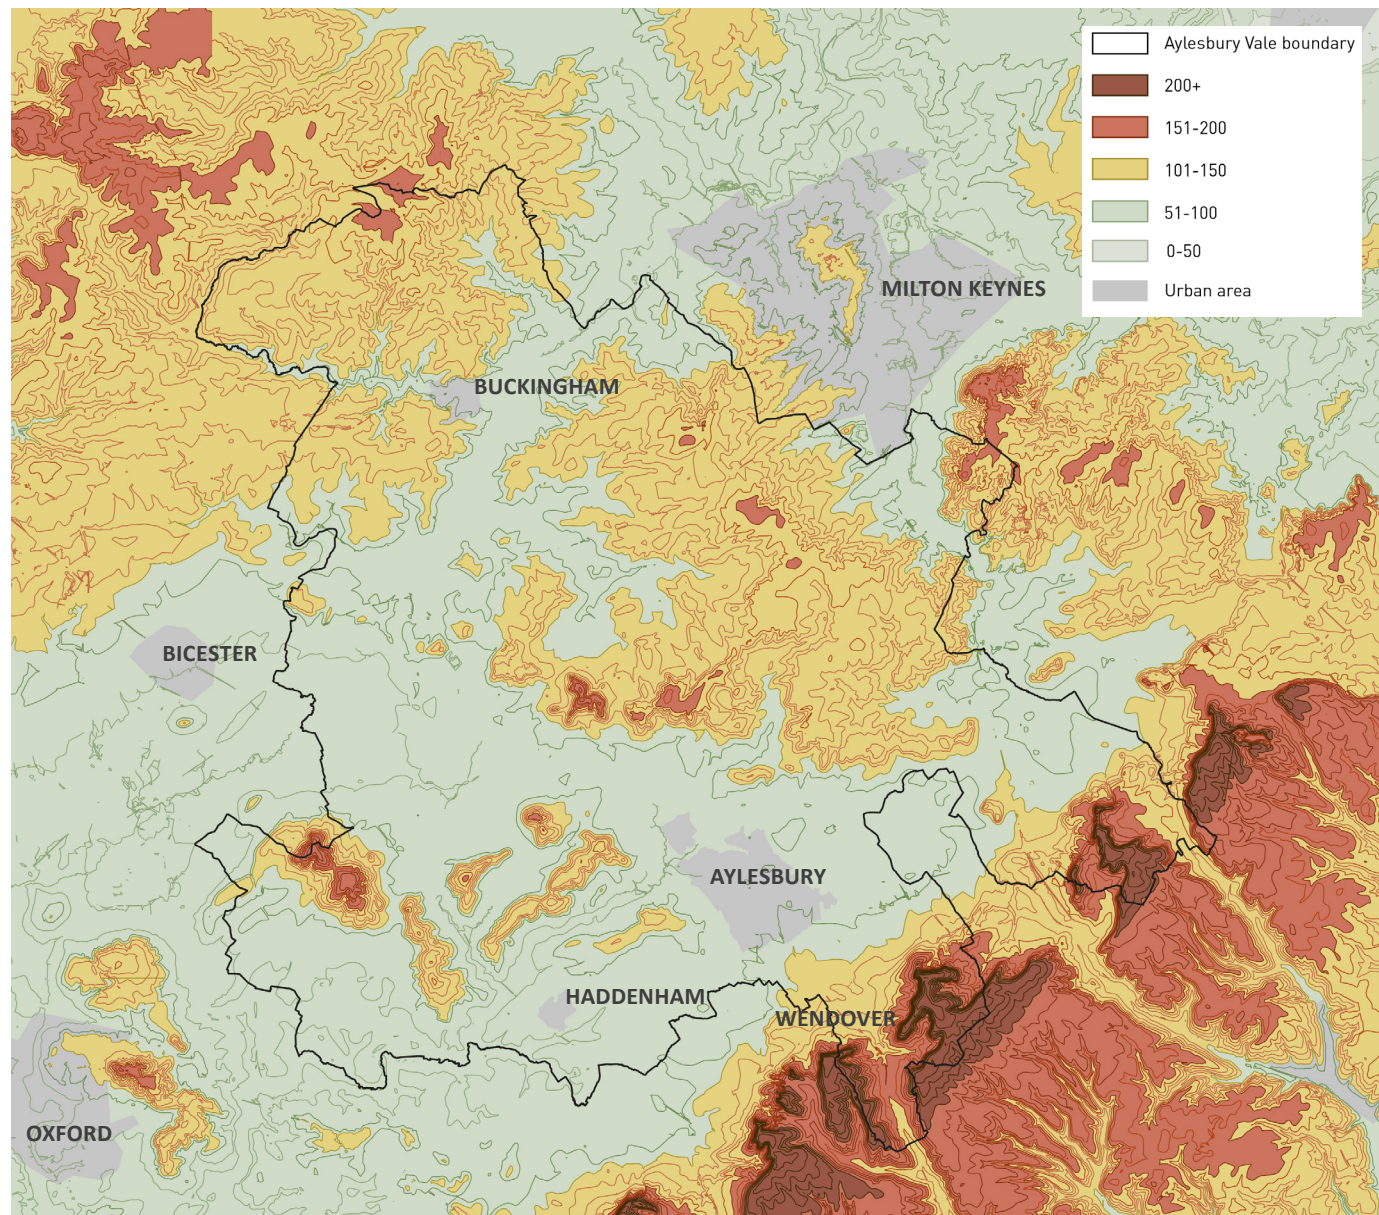 Aylesbury Vale boundary
200+
151-200
101-150
51-100
0-50
Urban area
MILTON KEYNES
BUCKINGHAM
BICESTER
AYLESBURY
HADDENHAM
WENDOVER
OXFORD